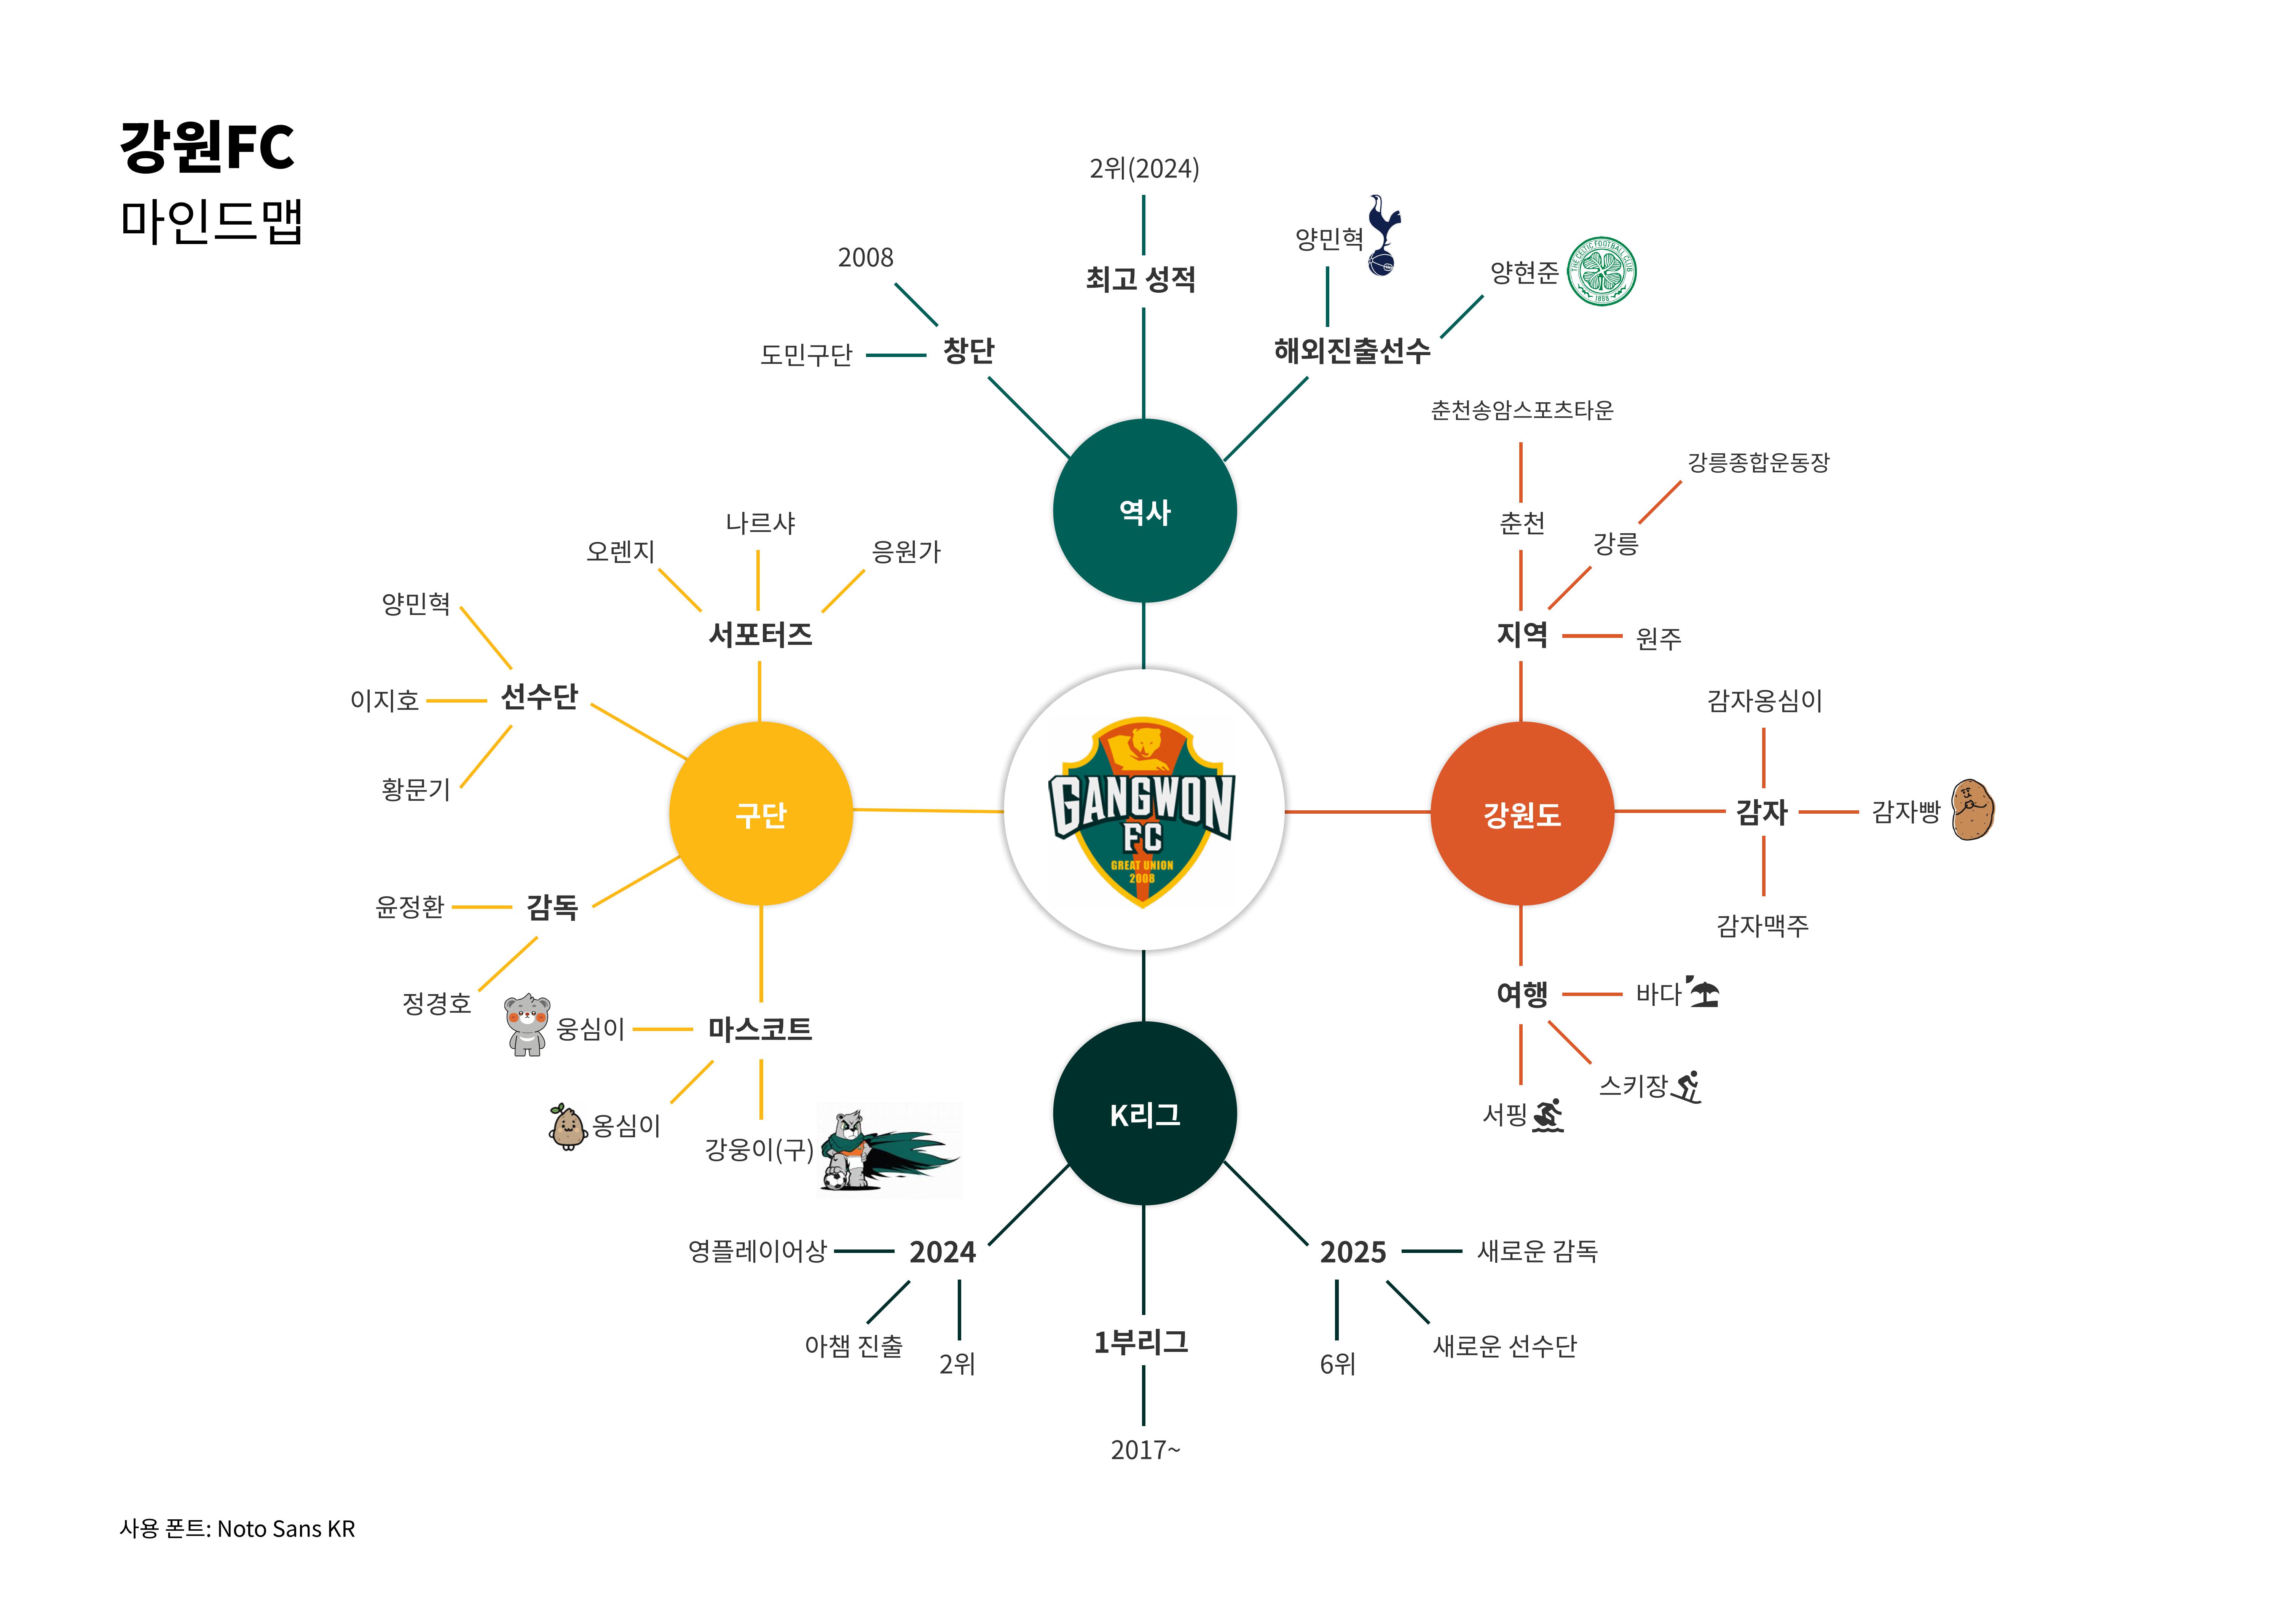 강원FC
마인드맵
2위(2024)
최고 성적
2008
도민구단
창단
양민혁
양현준
THE CELTIC FOOTBALL CLUB
1888
해외진출선수
역사
춘천송암스포츠타운
강릉종합운동장
춘천
강릉
지역
원주
나르샤
오렌지
응원가
서포터즈
양민혁
이지호
선수단
황문기
구단
윤정환
감독
정경호
웅심이
마스코트
옹심이
강웅이(구)
GANGWON
FC
GREAT UNION
2008
강원도
감자옹심이
감자
감자빵
감자맥주
여행
바다
스키장
서핑
K리그
영플레이어상
2024
아챔 진출
2위
1부리그
2017~
2025
새로운 감독
6위
새로운 선수단
사용 폰트: Noto Sans KR